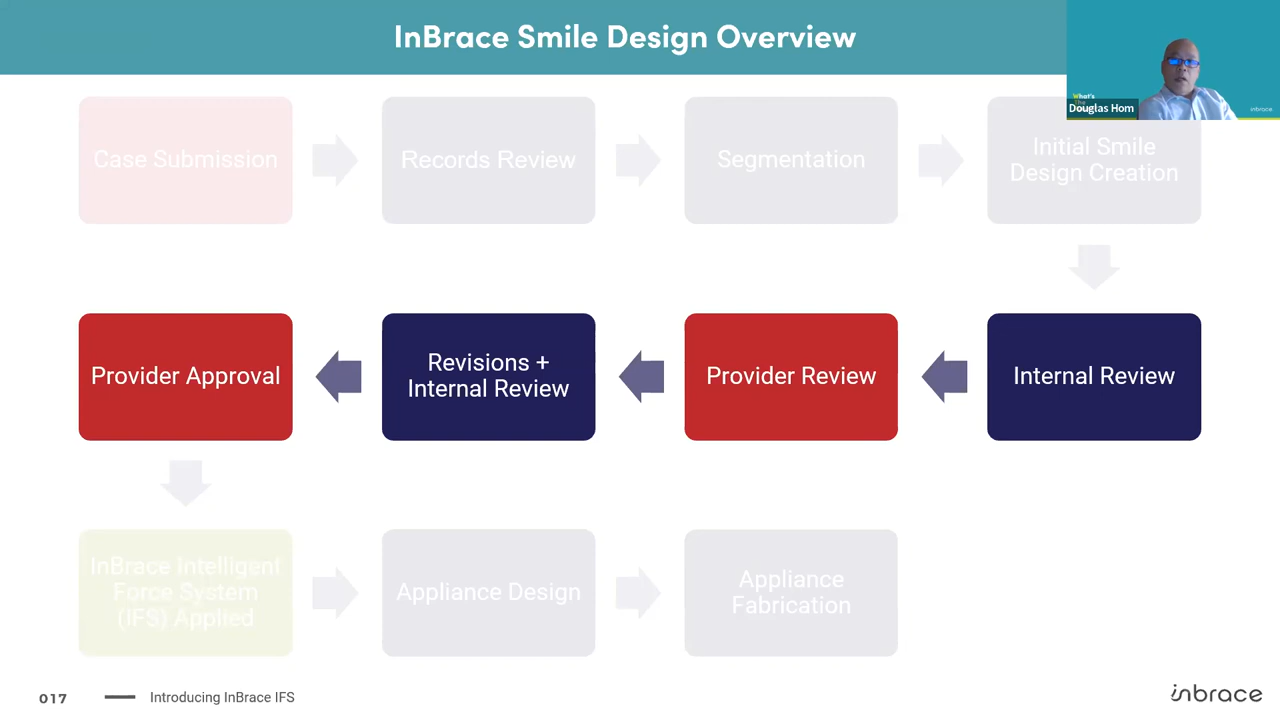 InBrace Smile Design Overview
What's
Douglas Hom
inbrace
Case Submission
Records Review
Segmentation
Initial Smile
Design Creation
Provider Approval
Revisions +
Internal Review
Provider Review
Internal Review
InBrace Intelligent
Force System
(IFS) Applied
Appliance Design
Appliance
Fabrication
017
Introducing InBrace IFS
inbrace